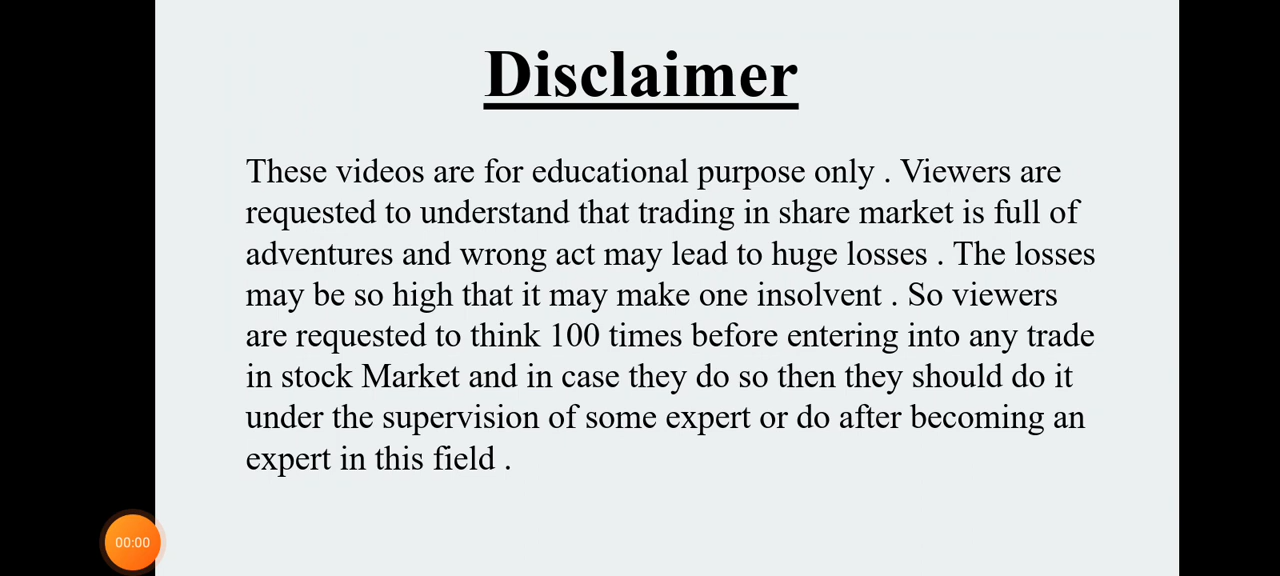 Disclaimer
These videos are for educational purpose only . Viewers are
requested to understand that trading in share market is full of
adventures and wrong act may lead to huge losses . The losses
may be so high that it may make one insolvent . So viewers
are requested to think 100 times before entering into any trade
in stock Market and in case they do so then they should do it
under the supervision of some expert or do after becoming an
expert in this field .
00:00